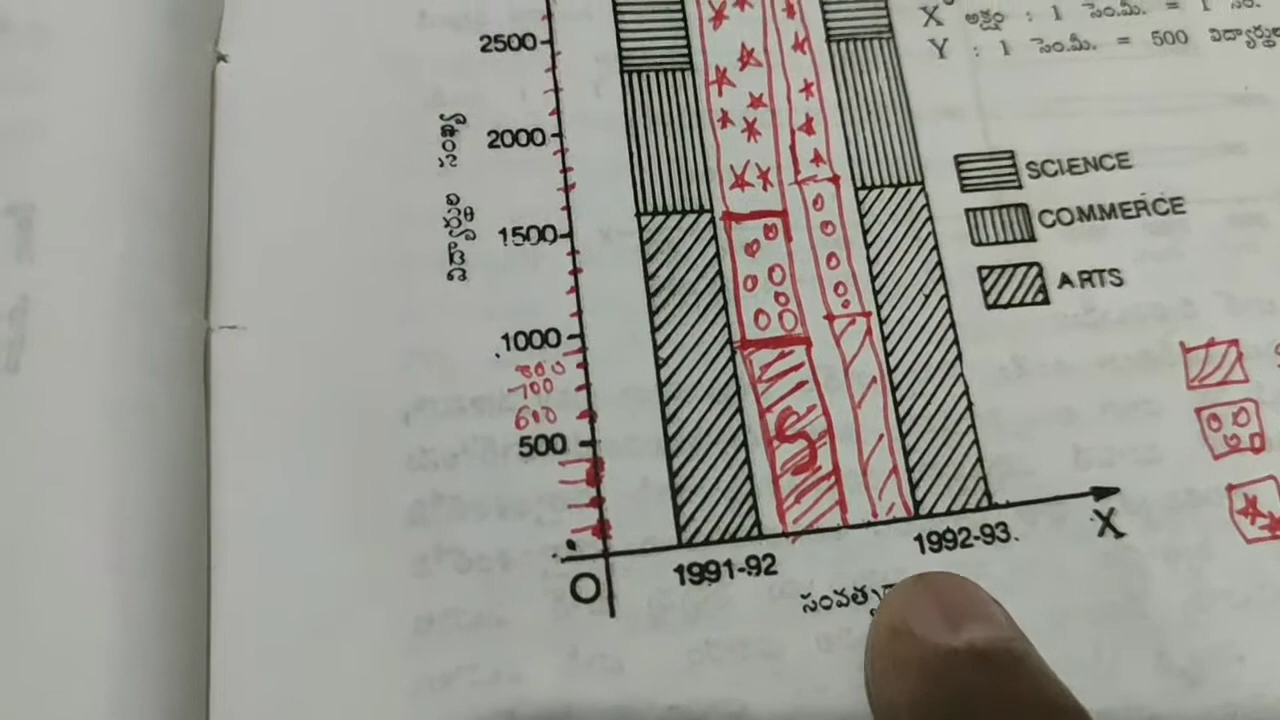 X అక్షం : 1 సెం.మీ. = 1 సం.
Y : 1 సెం.మీ. = 500 విద్యార్థుల
2500
2000
1500
1000
800
700
600
500
విద్యార్థుల సంఖ్య
SCIENCE
COMMERCE
ARTS
O
1991-92
1992-93.
X